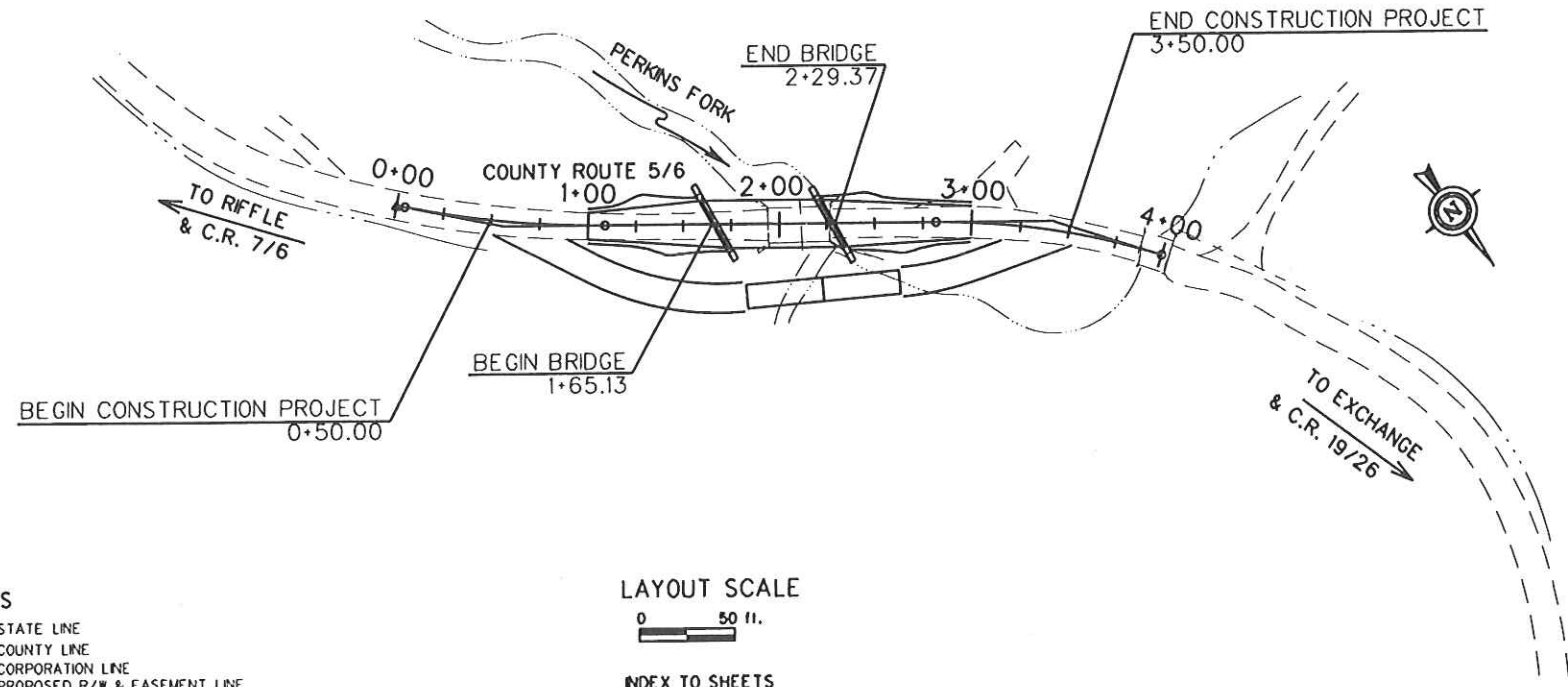 END CONSTRUCTION PROJECT
3+50.00
END BRIDGE
2+29.37
PERKINS FORK
0+00
COUNTY ROUTE 5/6
1+00
2+00
3+00
4+00
TO RIFFLE
& C.R. 7/6
N
BEGIN BRIDGE
1+65.13
BEGIN CONSTRUCTION PROJECT
0+50.00
TO EXCHANGE
& C.R. 19/26
LAYOUT SCALE
0 50 ft.
S
STATE LINE
COUNTY LINE
CORPORATION LINE
PROPOSED R/W & EASEMENT LINE
INDEX TO SHEETS